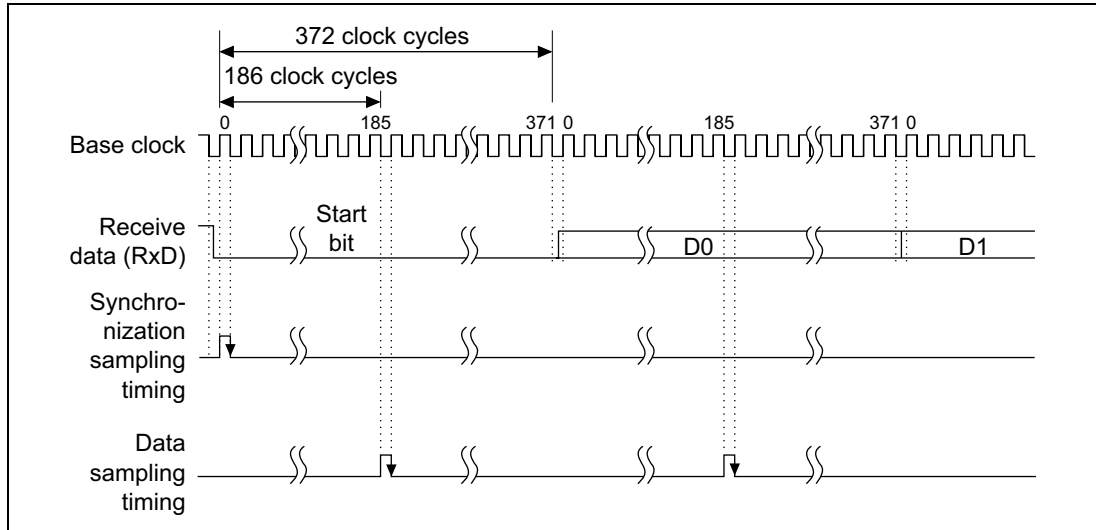 372 clock cycles
186 clock cycles
0
185
371 0
185
371 0
Base clock
Receive
data (RxD)
Start
bit
D0
D1
Synchro-
nization
sampling
timing
Data
sampling
timing